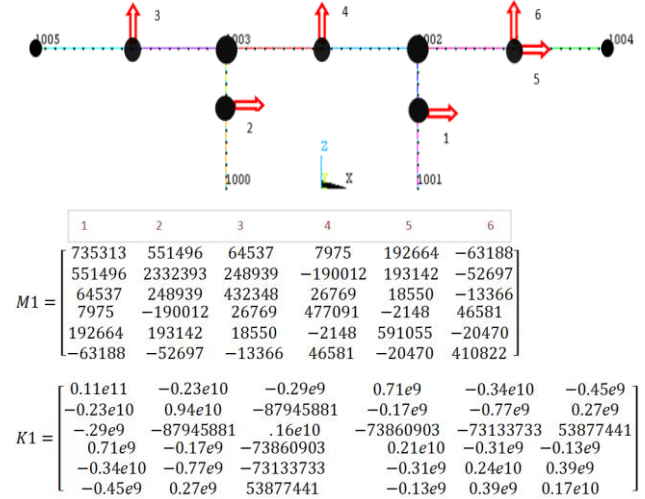 3 4 6
1005 1003 1002 1004
5
2 1
Z
Y X
1000 1001
1 2 3 4 5 6
M1 = [ 735313 551496 64537 7975 192664 −63188
551496 2332393 248939 −190012 193142 −52697
64537 248939 432348 26769 18550 −13366
7975 −190012 26769 477091 −2148 46581
192664 193142 18550 −2148 591055 −20470
−63188 −52697 −13366 46581 −20470 410822 ]
K1 = [ 0.11e11 −0.23e10 −0.29e9 0.71e9 −0.34e10 −0.45e9
−0.23e10 0.94e10 −87945881 −0.17e9 −0.77e9 0.27e9
−.29e9 −87945881 .16e10 −73860903 −73133733 53877441
0.71e9 −0.17e9 −73860903 0.21e10 −0.31e9 −0.13e9
−0.34e10 −0.77e9 −73133733 −0.31e9 0.24e10 0.39e9
−0.45e9 0.27e9 53877441 −0.13e9 0.39e9 0.17e10 ]